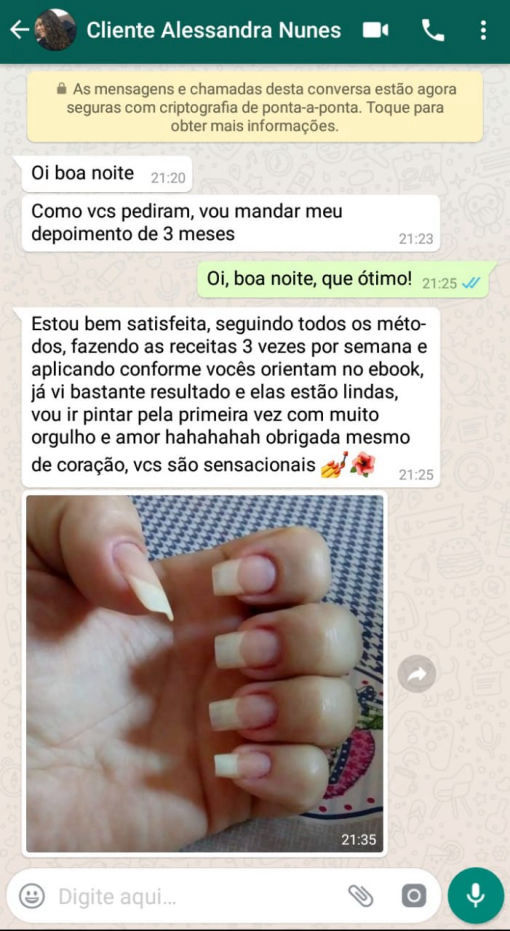 Cliente Alessandra Nunes
As mensagens e chamadas desta conversa estão agora
seguras com criptografia de ponta-a-ponta. Toque para
obter mais informações.
Oi boa noite 21:20
Como vcs pediram, vou mandar meu
depoimento de 3 meses 21:23
Oi, boa noite, que ótimo! 21:25
Estou bem satisfeita, seguindo todos os méto-
dos, fazendo as receitas 3 vezes por semana e
aplicando conforme vocês orientam no ebook,
já vi bastante resultado e elas estão lindas,
vou ir pintar pela primeira vez com muito
orgulho e amor hahahahah obrigada mesmo
de coração, vcs são sensacionais 💅🌺 21:25
21:35
Digite aqui...